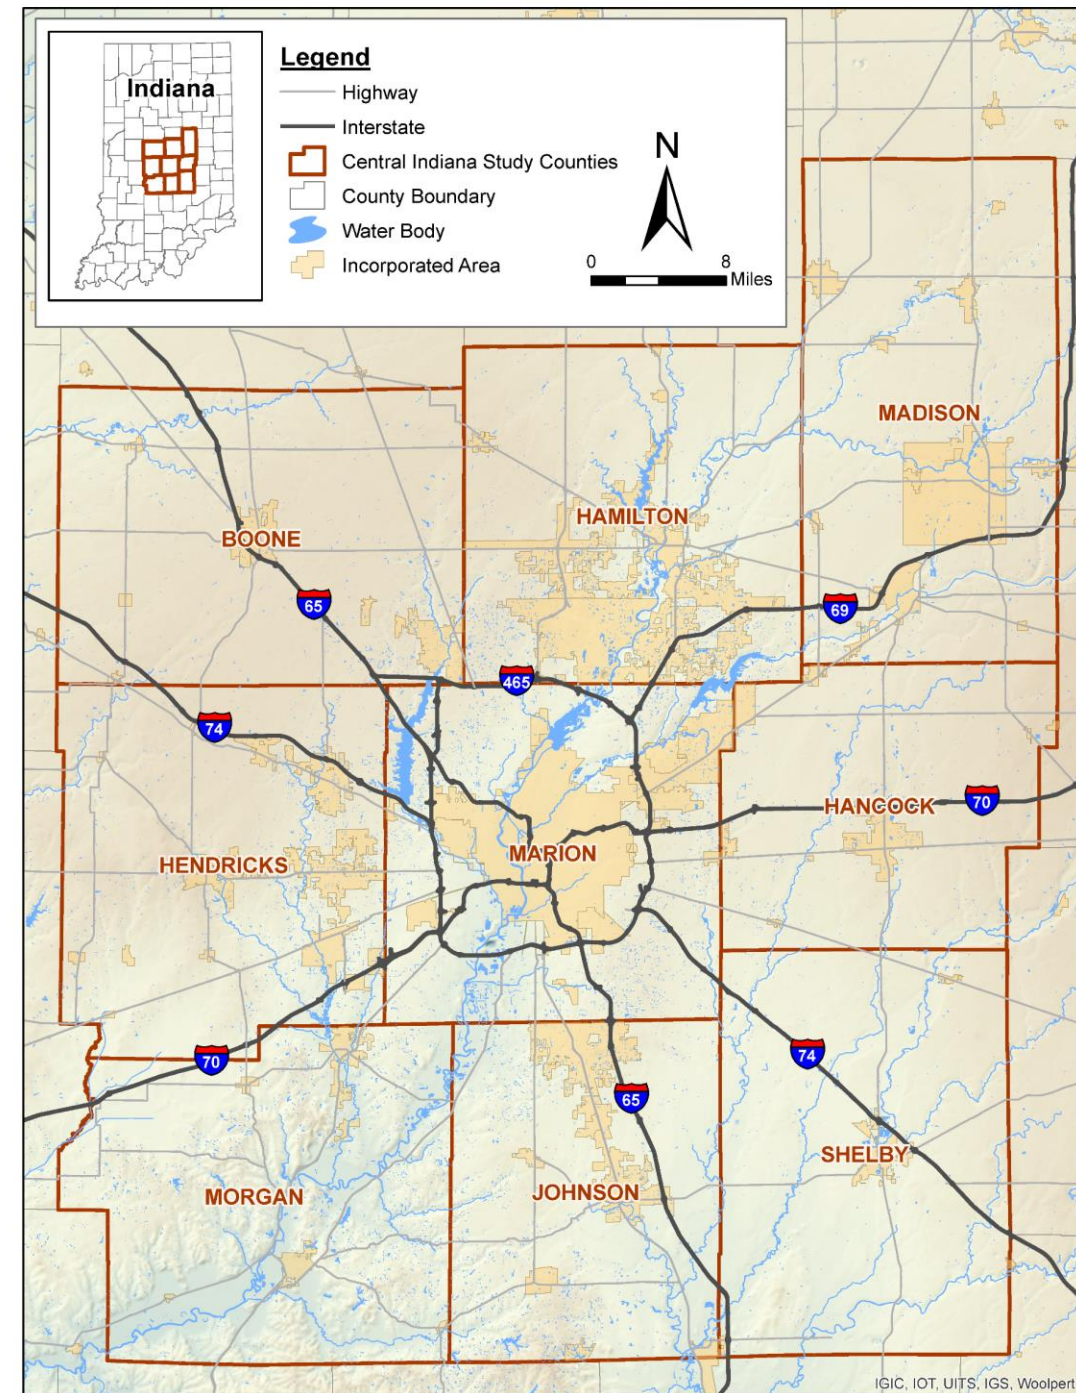 Indiana
Legend
Highway
Interstate
Central Indiana Study Counties
County Boundary
Water Body
Incorporated Area
N
0 8
Miles
MADISON
HAMILTON
BOONE
65
69
465
74
HANCOCK
70
MARION
HENDRICKS
70
74
65
SHELBY
MORGAN
JOHNSON
IGIC, IOT, UITS, IGS, Woolpert